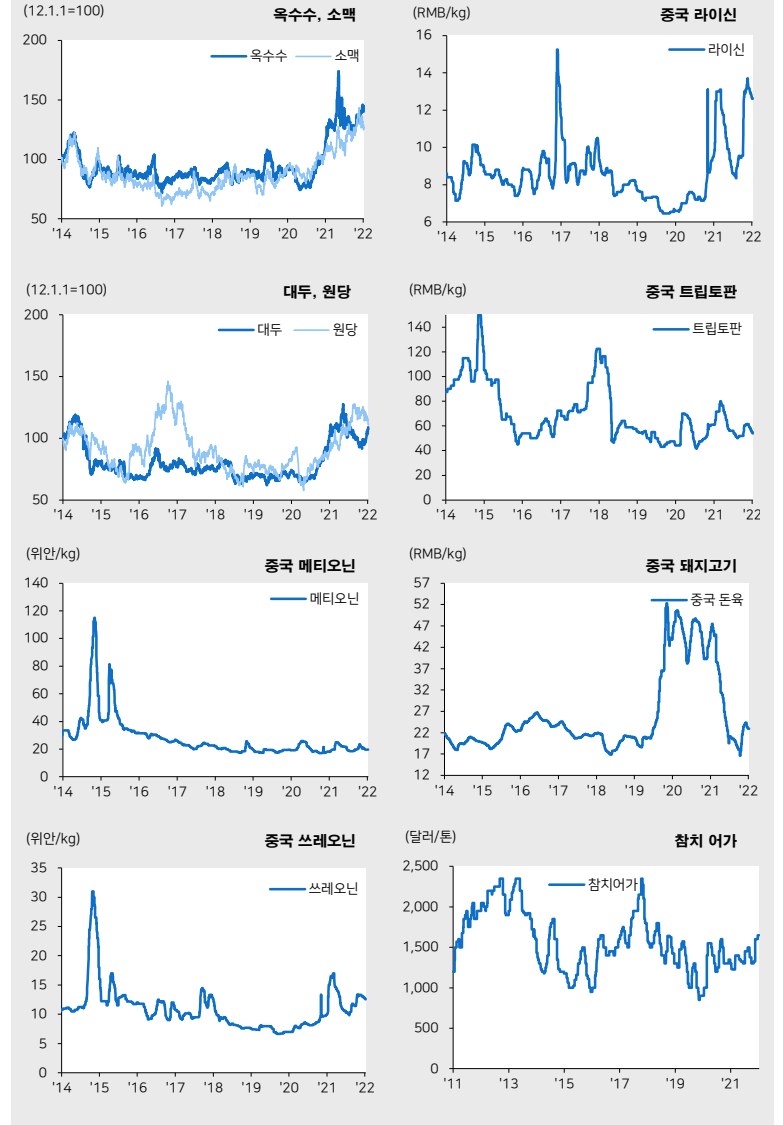 (12.1.1=100) 옥수수, 소맥
200
150
100
50
옥수수 소맥
'14 '15 '16 '17 '18 '19 '20 '21 '22
(RMB/kg) 중국 라이신
16
14
12
10
8
6
라이신
'14 '15 '16 '17 '18 '19 '20 '21 '22
(12.1.1=100) 대두, 원당
200
150
100
50
대두 원당
'14 '15 '16 '17 '18 '19 '20 '21 '22
(RMB/kg) 중국 트립토판
140
120
100
80
60
40
20
0
트립토판
'14 '15 '16 '17 '18 '19 '20 '21 '22
(위안/kg) 중국 메티오닌
140
120
100
80
60
40
20
0
메티오닌
'14 '15 '16 '17 '18 '19 '20 '21 '22
(RMB/kg) 중국 돼지고기
57
52
47
42
37
32
27
22
17
12
중국 돈육
'14 '15 '16 '17 '18 '19 '20 '21 '22
(위안/kg) 중국 쓰레오닌
35
30
25
20
15
10
5
0
쓰레오닌
'14 '15 '16 '17 '18 '19 '20 '21 '22
(달러/톤) 참치 어가
2,500
2,000
1,500
1,000
500
0
참치어가
'11 '13 '15 '17 '19 '21